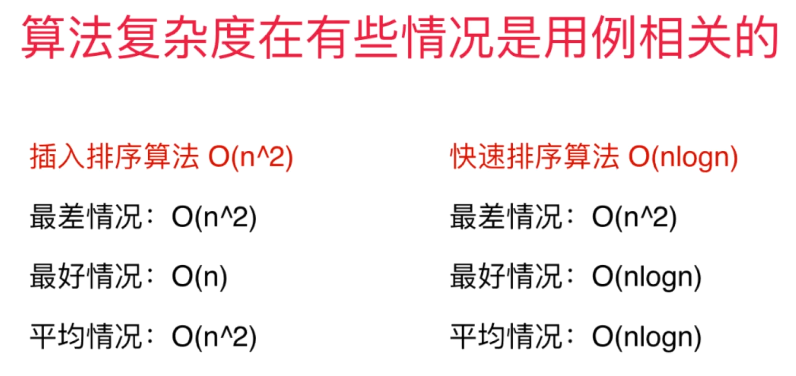 算法复杂度在有些情况是用例相关的
插入排序算法 O(n^2)
最差情况：O(n^2)
最好情况：O(n)
平均情况：O(n^2)
快速排序算法 O(nlogn)
最差情况：O(n^2)
最好情况：O(nlogn)
平均情况：O(nlogn)